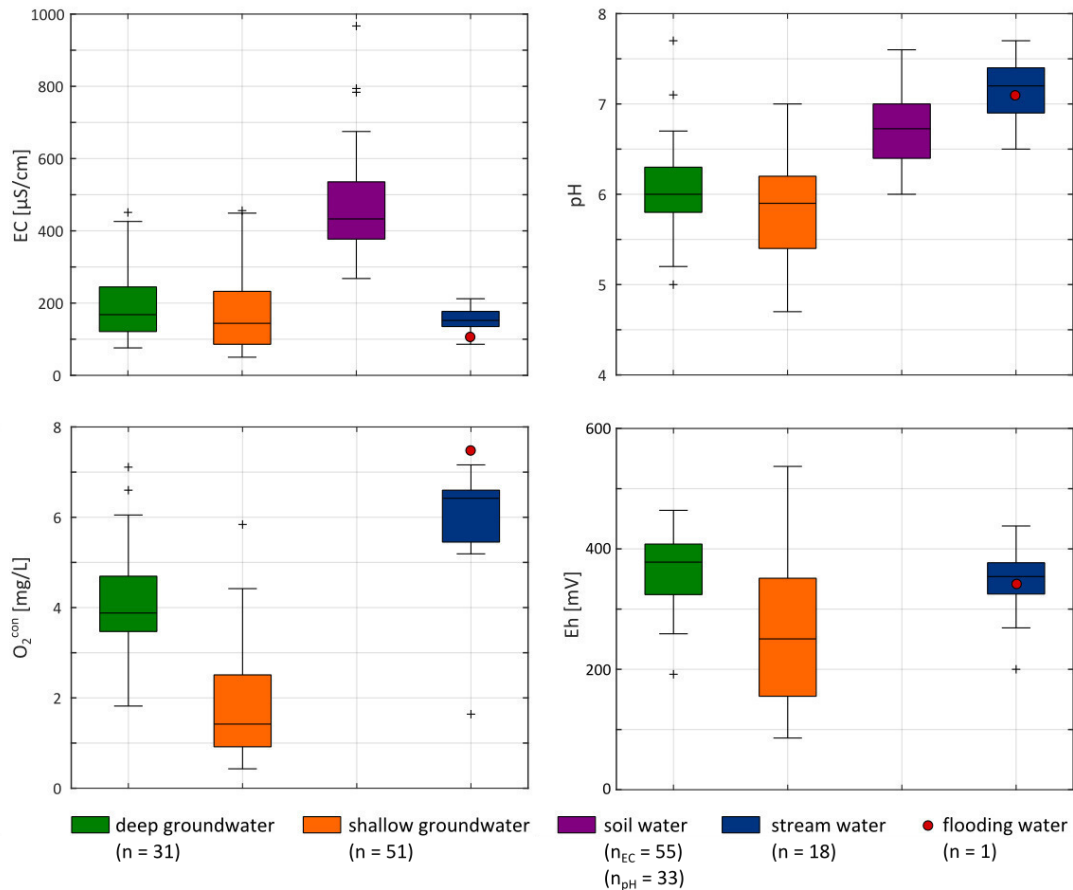 1000
800
600
400
200
0
EC [µS/cm]
8
7
6
5
4
pH
8
6
4
2
0
O₂ᶜᵒⁿ [mg/L]
600
400
200
0
Eh [mV]
deep groundwater
(n = 31)
shallow groundwater
(n = 51)
soil water
(nEC = 55)
(npH = 33)
stream water
(n = 18)
flooding water
(n = 1)